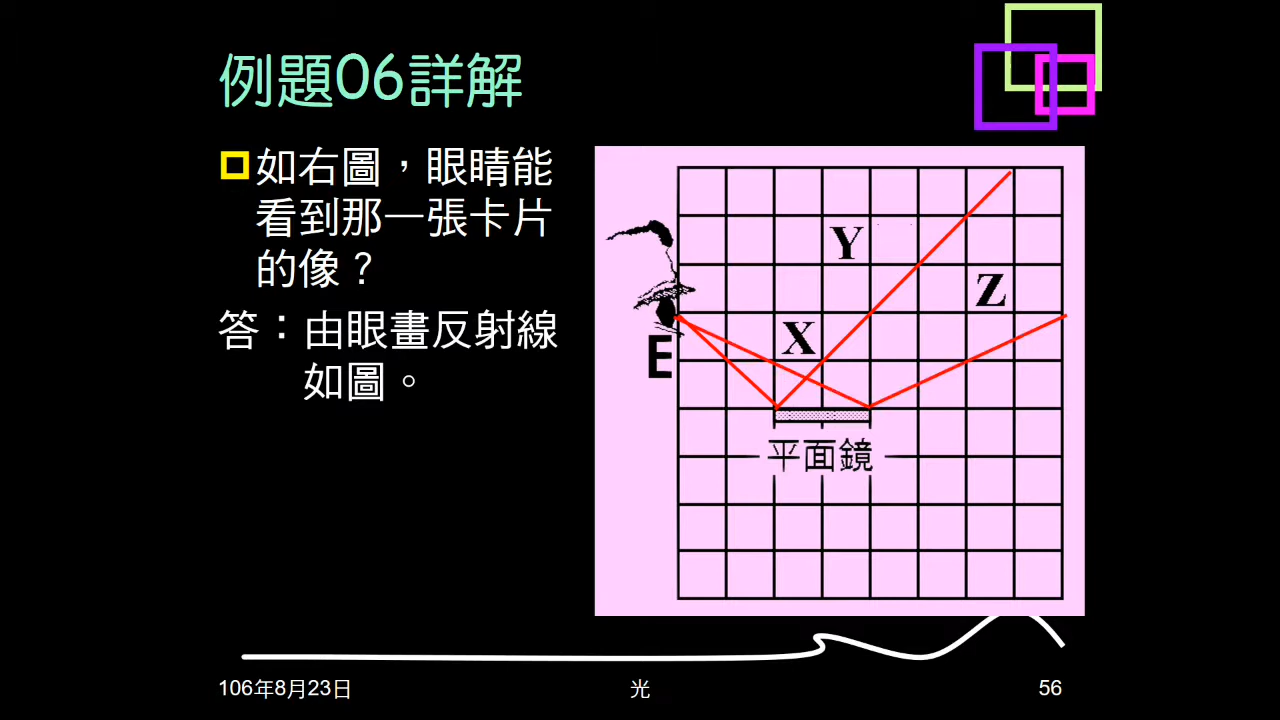 例題06詳解
如右圖，眼睛能
看到那一張卡片
的像？
答：由眼畫反射線
如圖。
Y
Z
X
E
平面鏡
106年8月23日
光
56